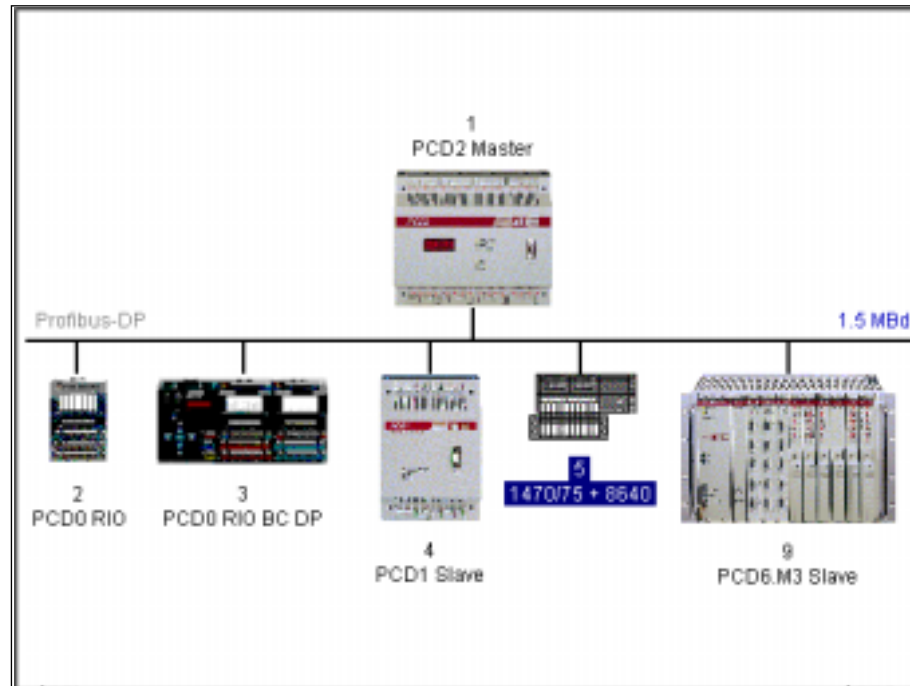 1
PCD2 Master
Profibus-DP
1.5 MBd
2
PCD0 RIO
3
PCD0 RIO BC DP
4
PCD1 Slave
5
1470/75 + 8640
9
PCD6.M3 Slave